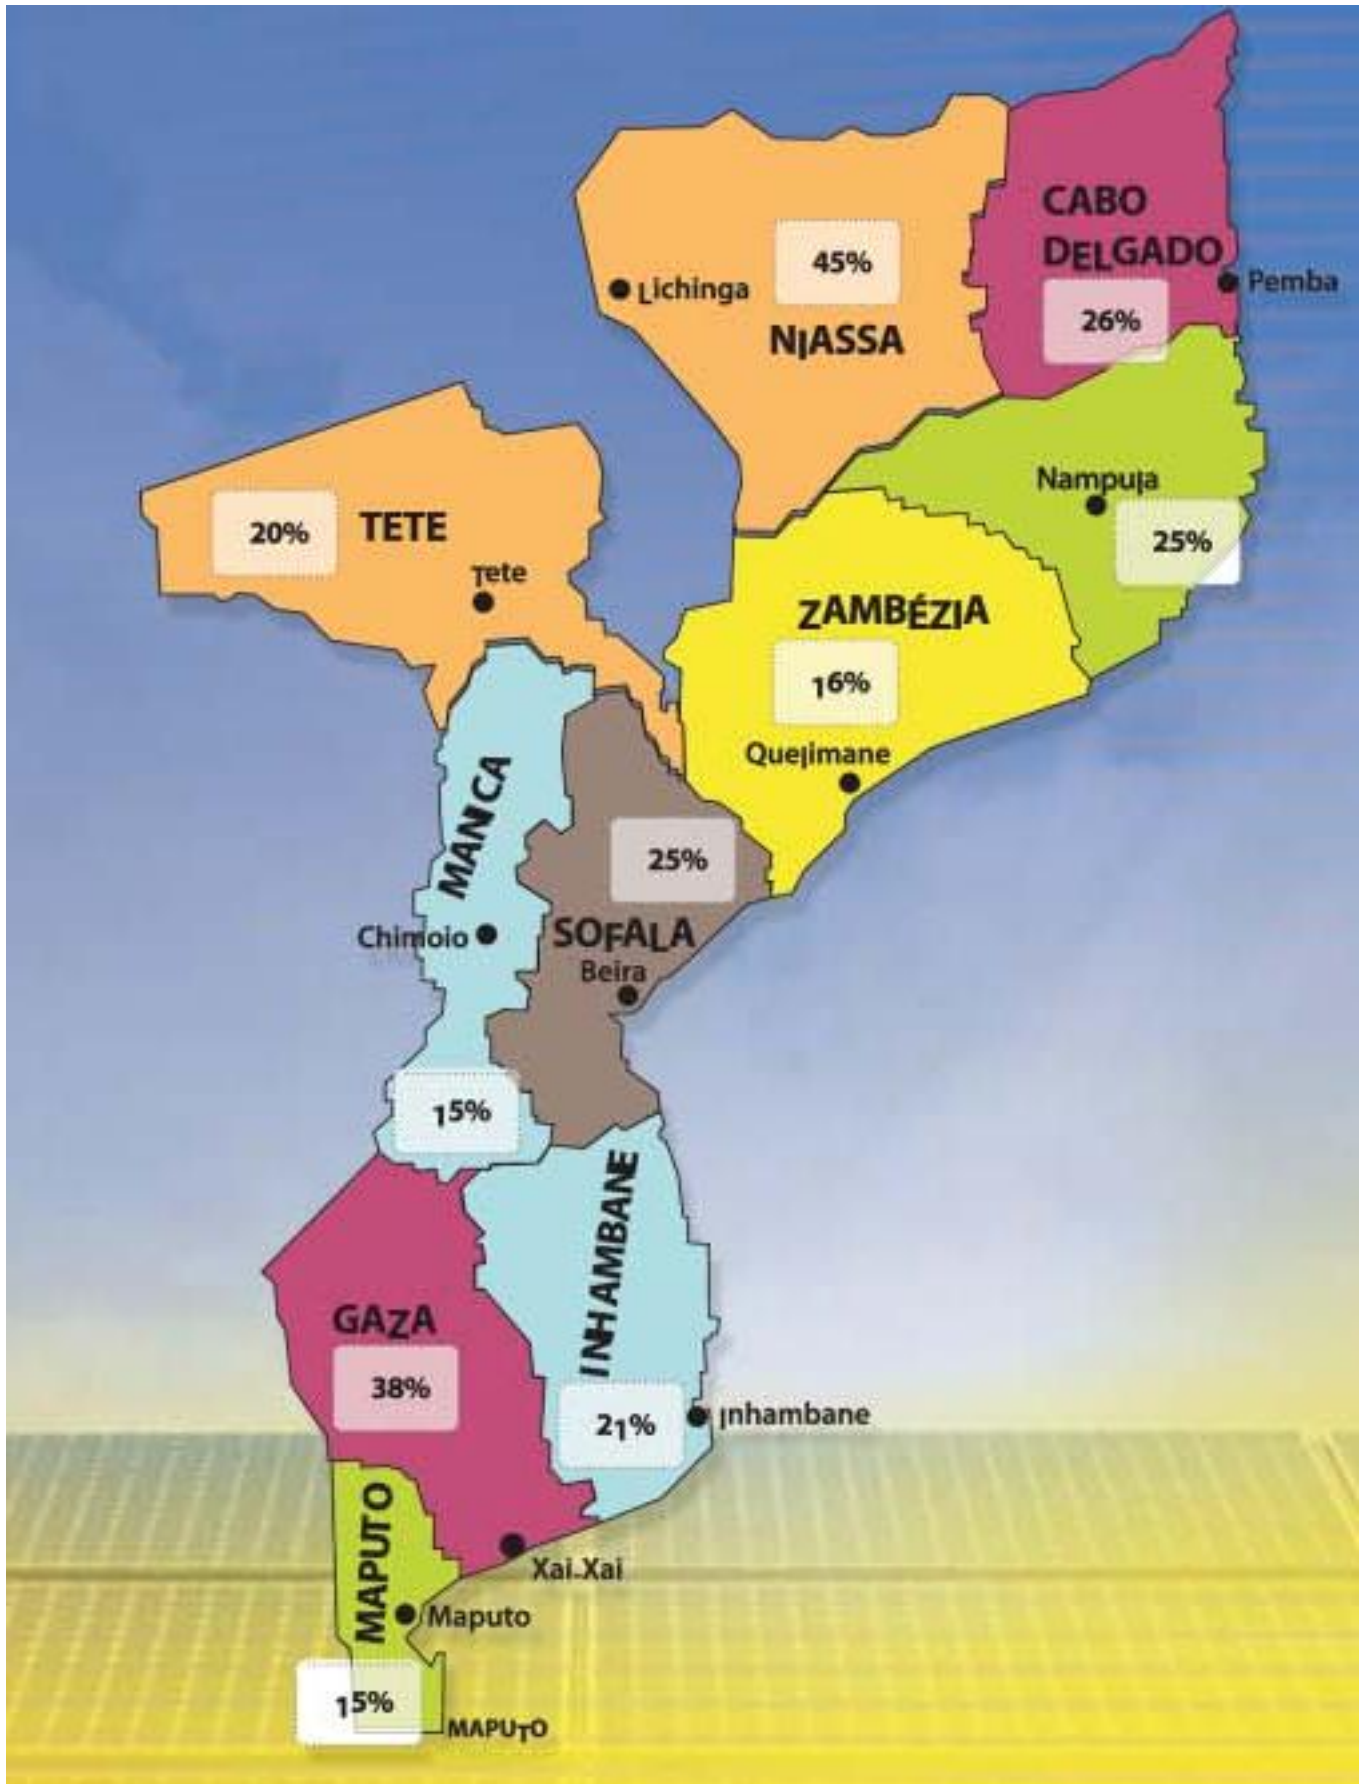 CABO
DELGADO
26%
Pemba
45%
Lichinga
NIASSA
Nampula
25%
20%
TETE
Tete
ZAMBÉZIA
16%
Quelimane
MANICA
25%
Chimoio
SOFALA
Beira
15%
INHAMBANE
GAZA
38%
21%
Inhambane
MAPUTO
Xai-Xai
Maputo
15%
MAPUTO